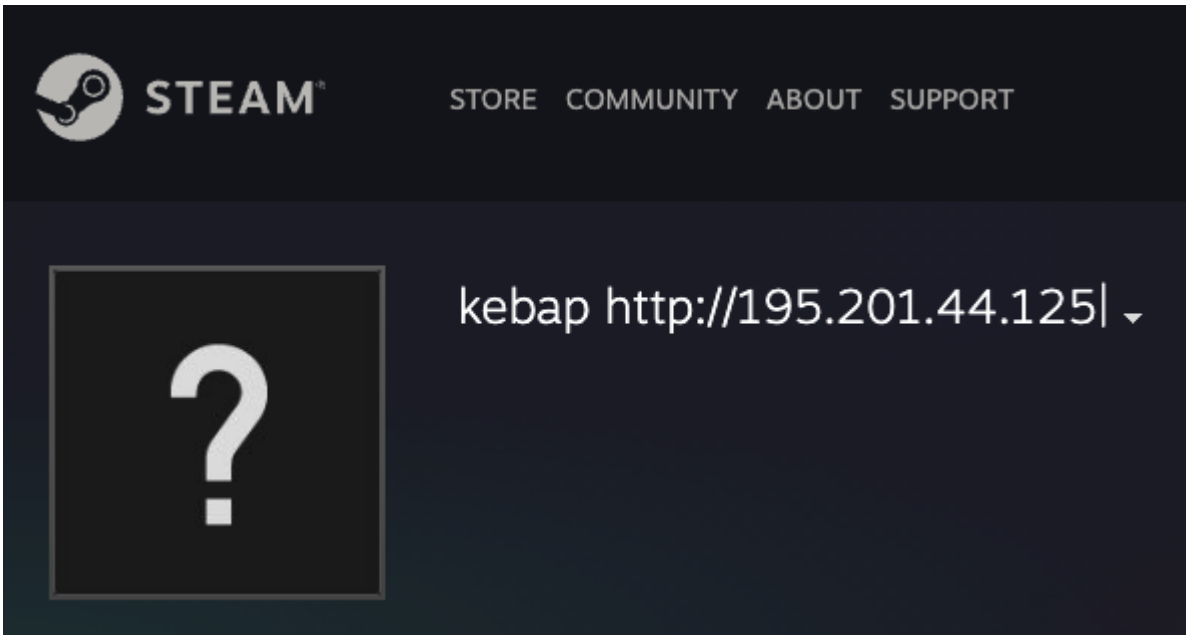 STEAM®
STORE COMMUNITY ABOUT SUPPORT
kebap http://195.201.44.125|
?